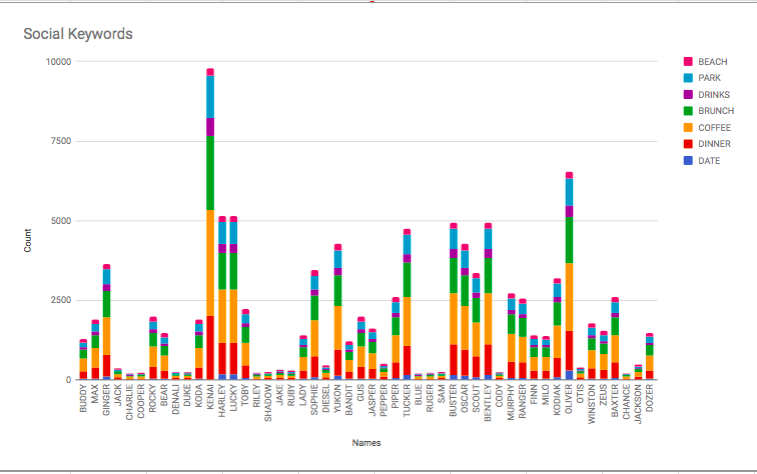 Social Keywords
10000
7500
5000
2500
0
Count
BEACH
PARK
DRINKS
BRUNCH
COFFEE
DINNER
DATE
BUDDY
MAX
GINGER
JACK
CHARLIE
COOPER
ROCKY
BEAR
DENALI
DUKE
KODA
KENAI
HARLEY
LUCKY
TOBY
RILEY
SHADOW
JAKE
RUBY
LADY
SOPHIE
DIESEL
YUKON
BANDIT
GUS
JASPER
PEPPER
PIPER
TUCKER
BLUE
RUGER
SAM
BUSTER
OSCAR
SCOUT
BENTLEY
CODY
MURPHY
RANGER
FINN
MILO
KODIAK
OLIVER
OTIS
WINSTON
ZEUS
BAXTER
CHANCE
JACKSON
DOZER
Names